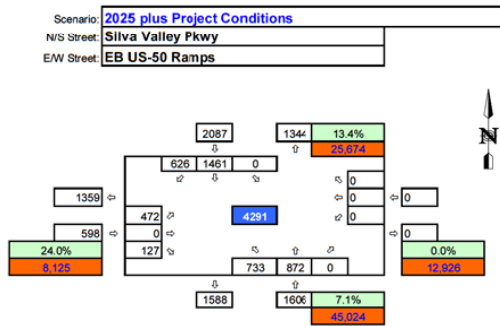 Scenario: 2025 plus Project Conditions
N/S Street: Silva Valley Pkwy
E/W Street: EB US-50 Ramps
N
2087 1344 13.4%
25,674
626 1461 0
0
1359 0 0
472 4291 0
598 0 0
24.0% 127 0.0%
8,125 733 872 0 12,926
1588 1606 7.1%
45,024